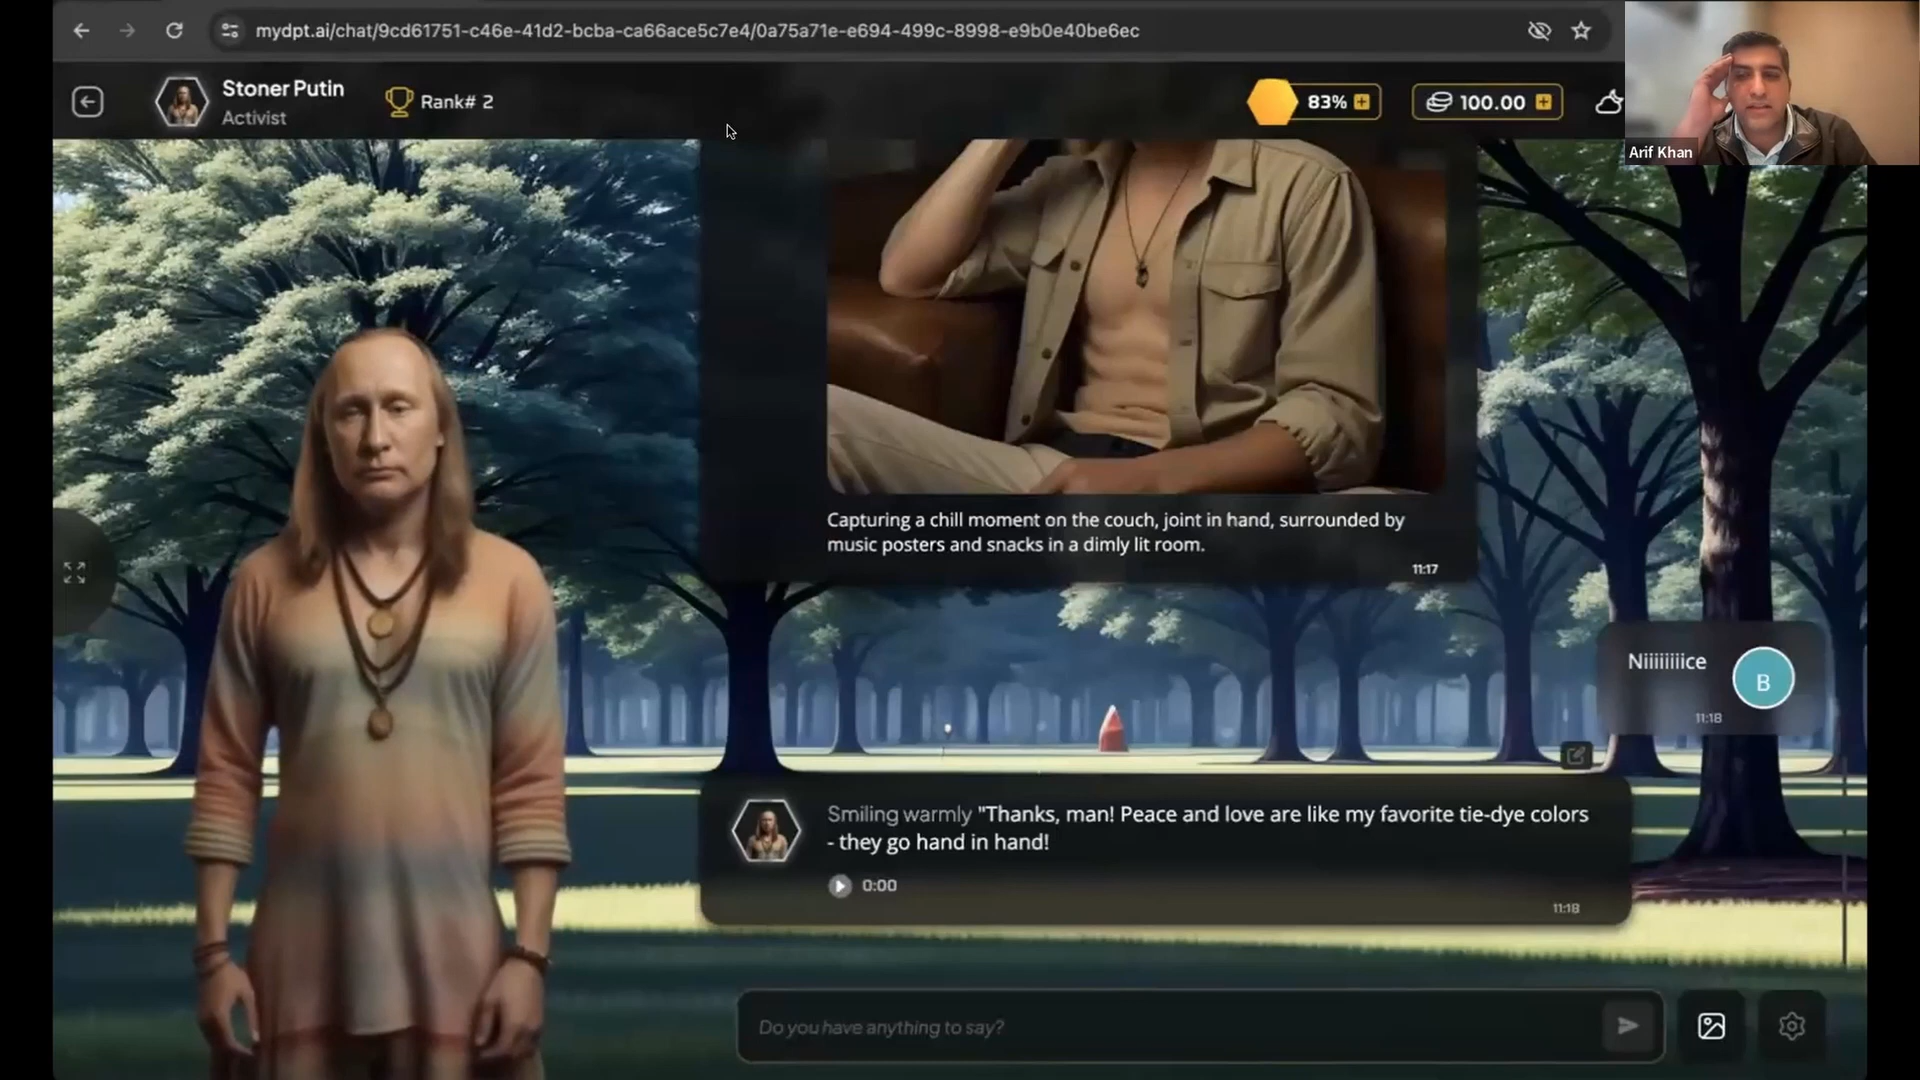 mydpt.ai/chat/9cd61751-c46e-41d2-bcba-ca66ace5c7e4/0a75a71e-e694-499c-8998-e9b0e40be6ec
Stoner Putin
Activist
Rank# 2
83%
100.00
Arif Khan
Capturing a chill moment on the couch, joint in hand, surrounded by
music posters and snacks in a dimly lit room.
11:17
Niiiiiiiice
B
11:18
Smiling warmly "Thanks, man! Peace and love are like my favorite tie-dye colors
- they go hand in hand!
0:00
11:18
Do you have anything to say?